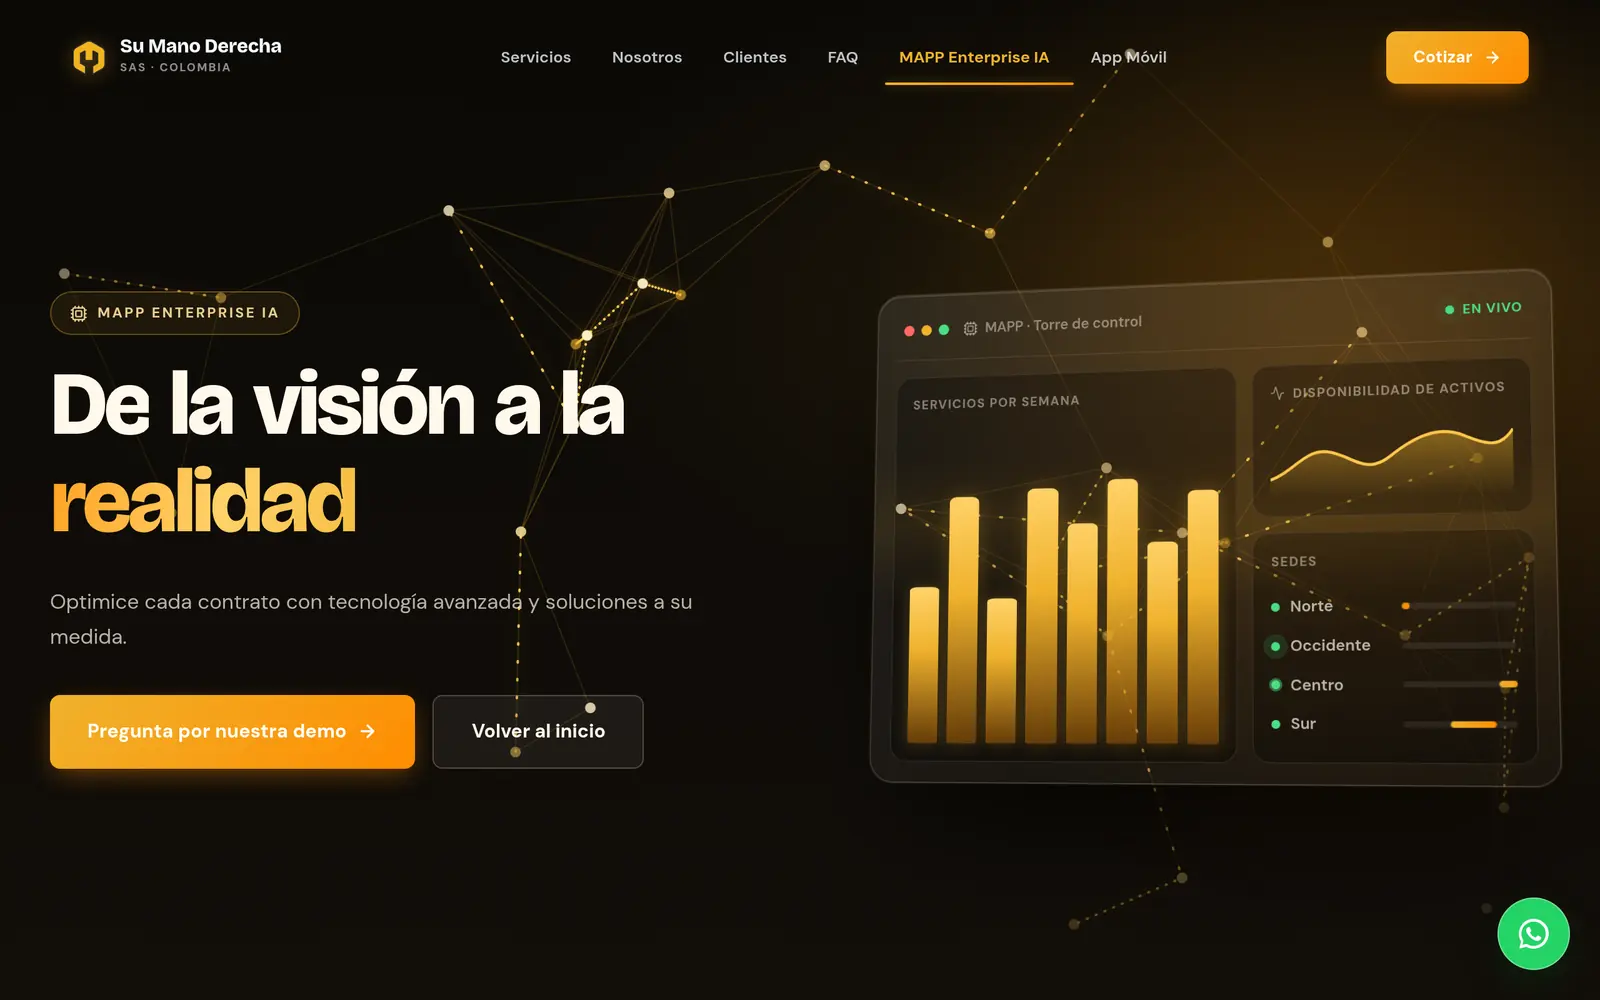 Su Mano Derecha
SAS · COLOMBIA
Servicios
Nosotros
Clientes
FAQ
MAPP Enterprise IA
App Móvil
Cotizar
MAPP ENTERPRISE IA
De la visión a la
realidad
Optimice cada contrato con tecnología avanzada y soluciones a su
medida.
Pregunta por nuestra demo
Volver al inicio
MAPP · Torre de control
EN VIVO
SERVICIOS POR SEMANA
DISPONIBILIDAD DE ACTIVOS
SEDES
Norte
Occidente
Centro
Sur